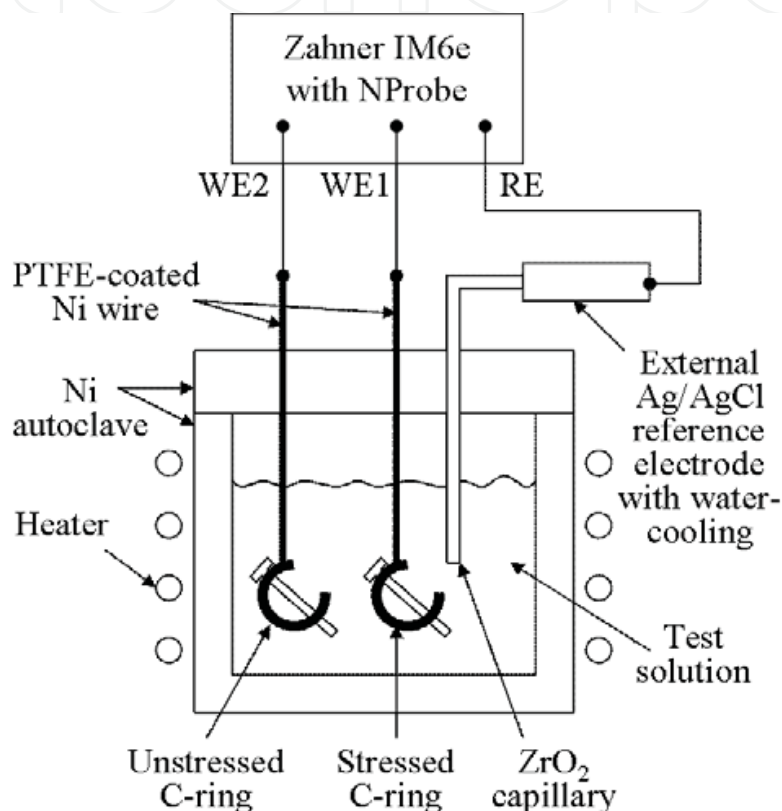 Zahner IM6e
with NProbe
WE2
WE1
RE
PTFE-coated
Ni wire
External
Ag/AgCl
reference
electrode
with water-
cooling
Ni
autoclave
Heater
Test
solution
Unstressed
C-ring
Stressed
C-ring
ZrO₂
capillary